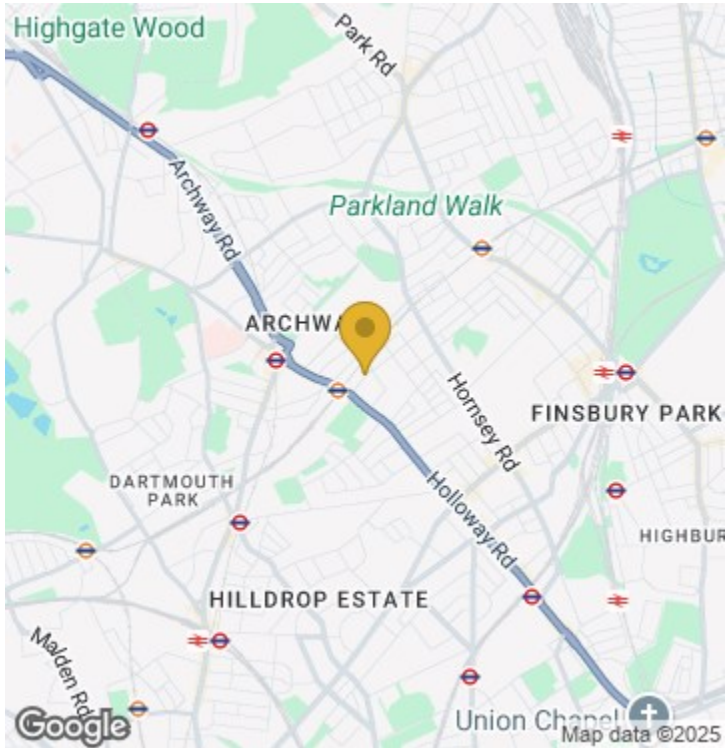 Highgate Wood
Park Rd
Archway Rd
Parkland Walk
ARCHWA
Hornsey Rd
FINSBURY PARK
DARTMOUTH
PARK
Holloway Rd
HIGHBUR
HILLDROP ESTATE
Malden Rd
Union Chapel
Google
Map data ©2025